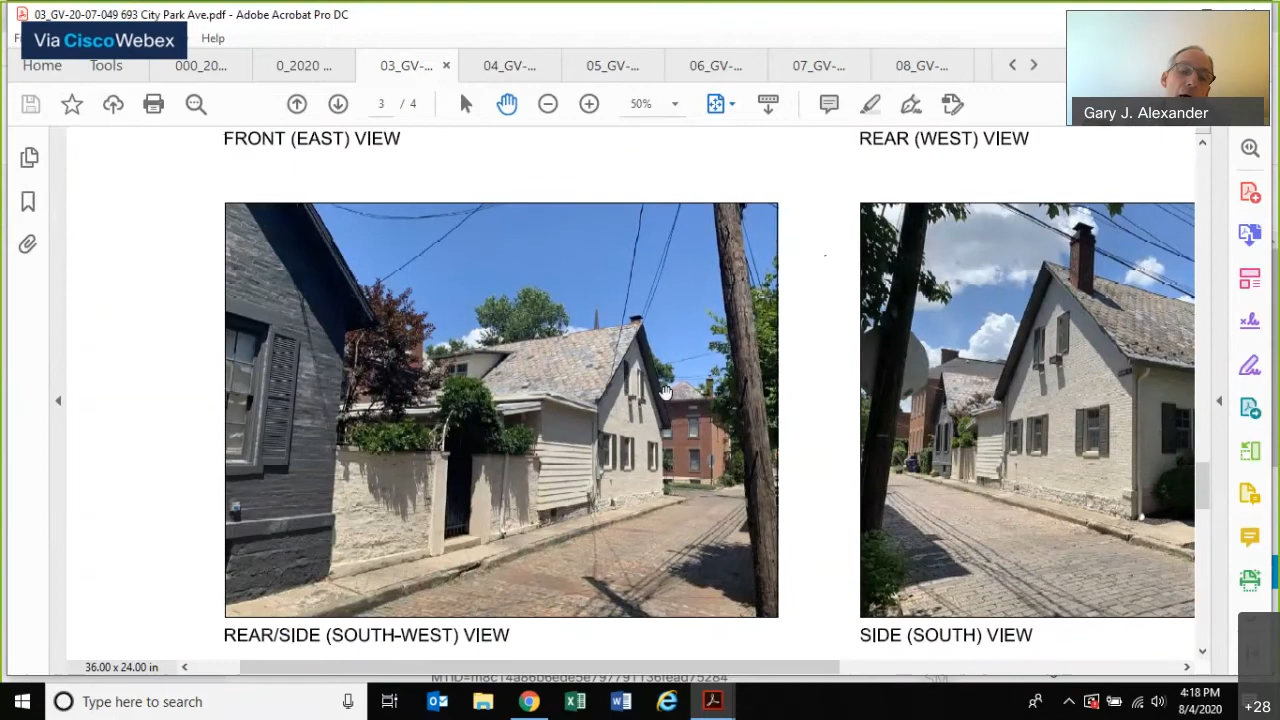 03_GV-20-07-049 693 City Park Ave.pdf - Adobe Acrobat Pro DC
Via Cisco Webex
Help
Home
Tools
000_20...
0_2020 ...
03_GV-... ×
04_GV-...
05_GV-...
06_GV-...
07_GV-...
08_GV-...
3 / 4
50%
Gary J. Alexander
FRONT (EAST) VIEW
REAR (WEST) VIEW
REAR/SIDE (SOUTH-WEST) VIEW
SIDE (SOUTH) VIEW
36.00 x 24.00 in
Type here to search
4:18 PM
8/4/2020
+28